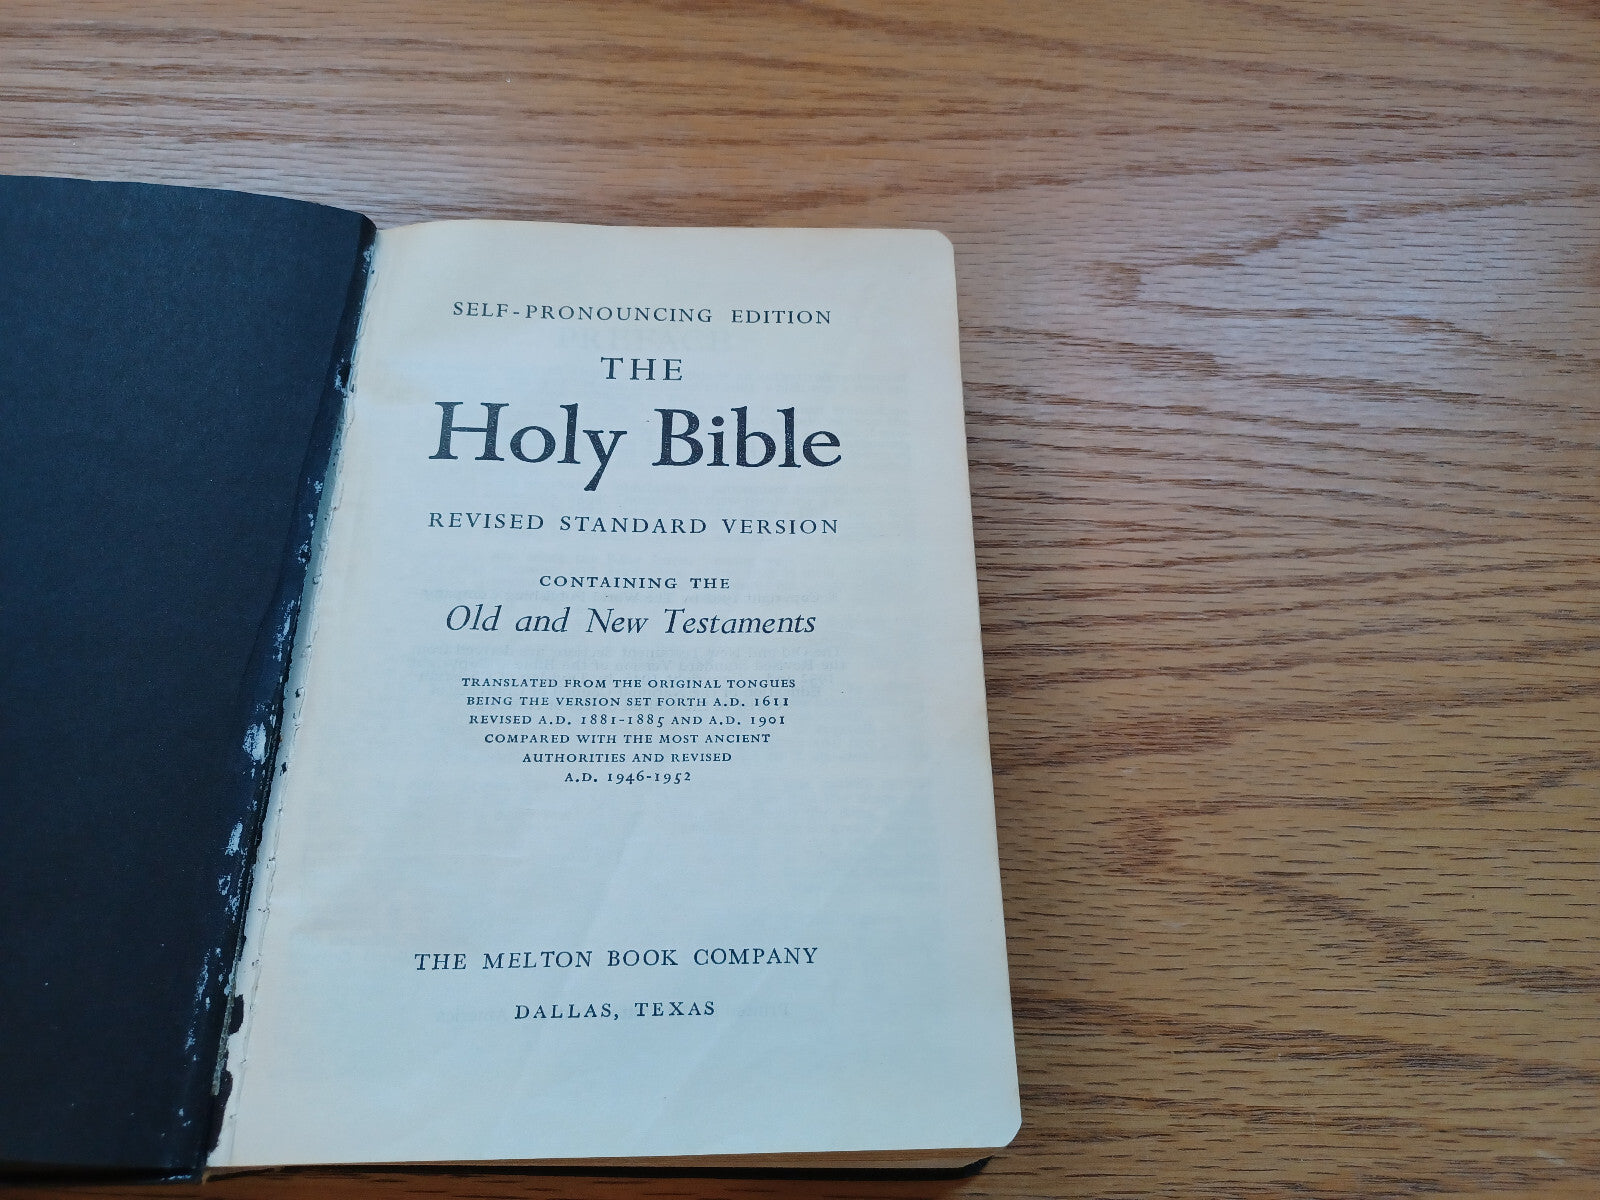 SELF-PRONOUNCING EDITION
THE
Holy Bible
REVISED STANDARD VERSION
CONTAINING THE
Old and New Testaments
TRANSLATED FROM THE ORIGINAL TONGUES
BEING THE VERSION SET FORTH A.D. 1611
REVISED A.D. 1881-1885 AND A.D. 1901
COMPARED WITH THE MOST ANCIENT
AUTHORITIES AND REVISED
A.D. 1946-1952
THE MELTON BOOK COMPANY
DALLAS, TEXAS